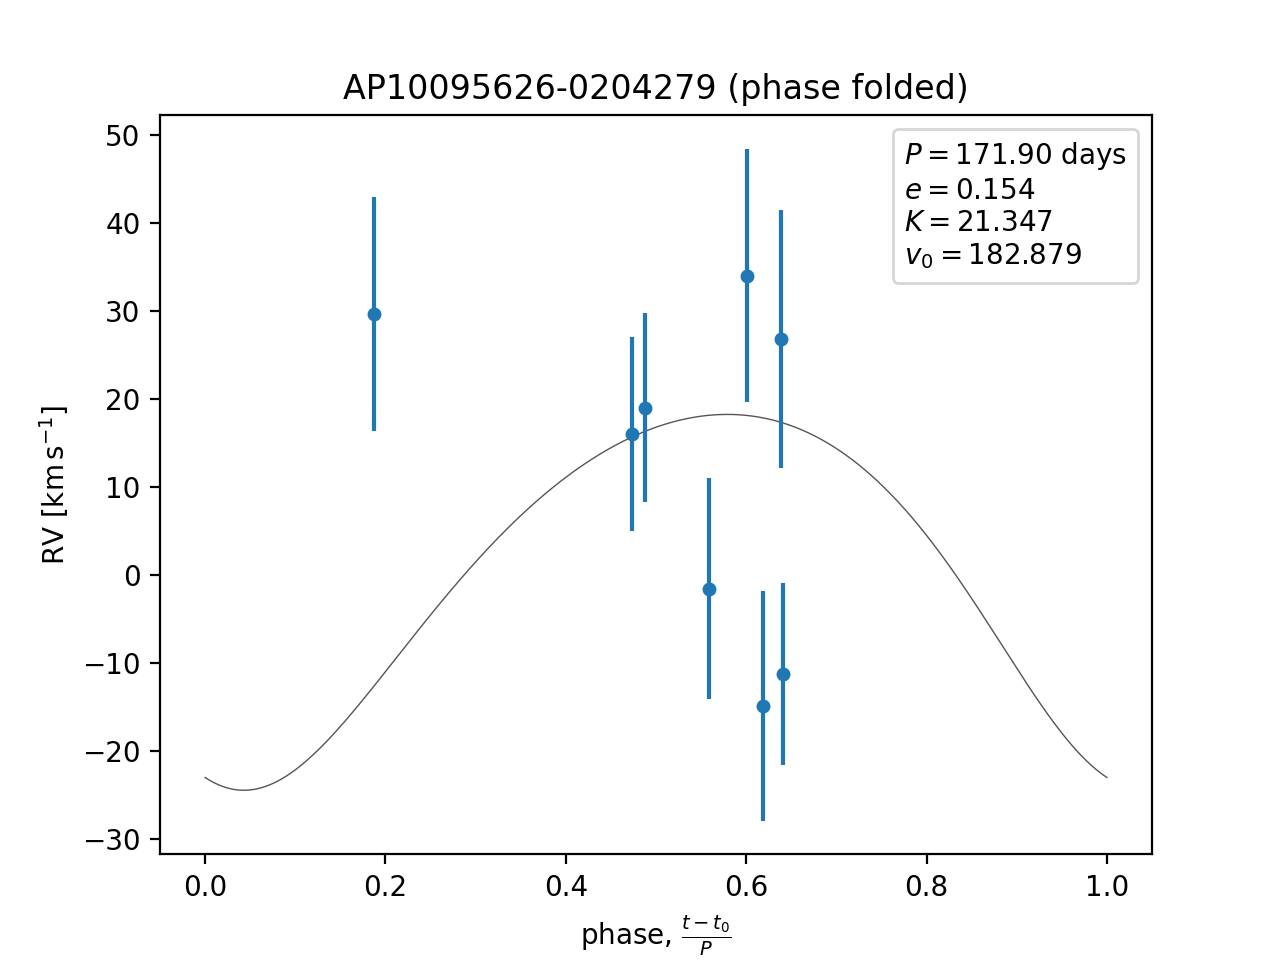 AP10095626-0204279 (phase folded)
P = 171.90 days
e = 0.154
K = 21.347
v₀ = 182.879
50
40
30
20
10
0
−10
−20
−30
RV [km s⁻¹]
0.0 0.2 0.4 0.6 0.8 1.0
phase, (t − t₀)/P